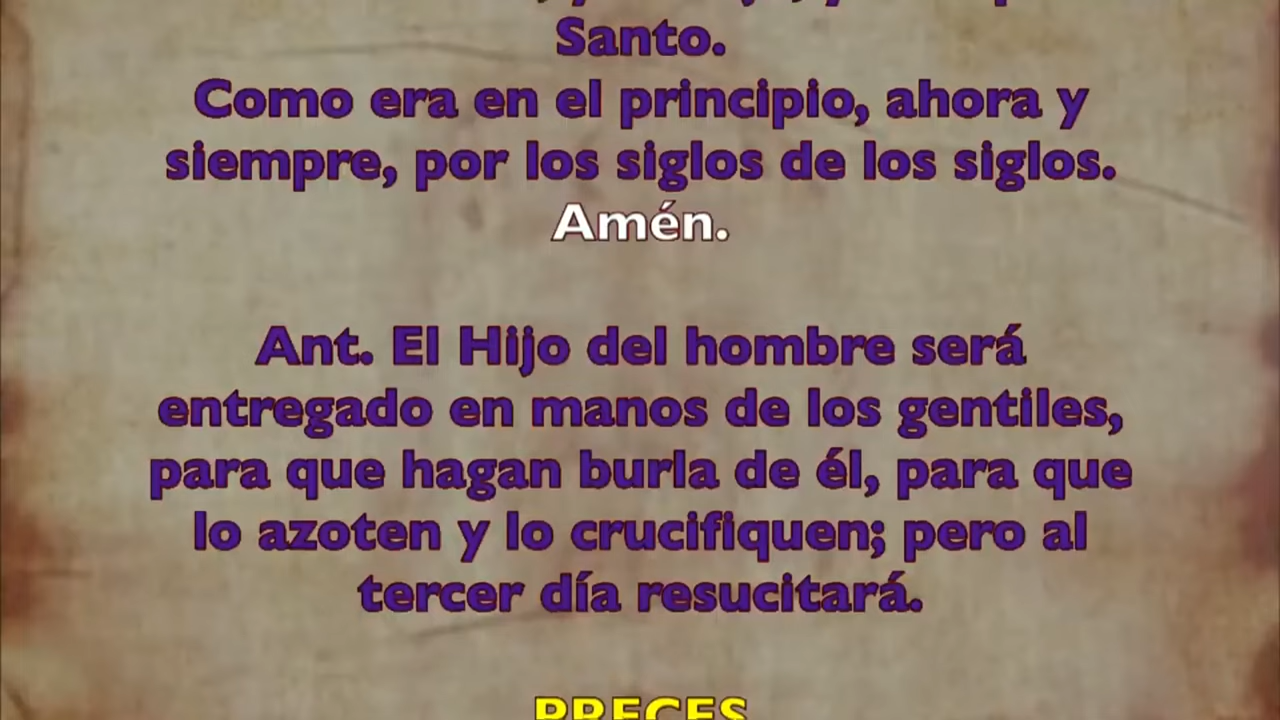 Santo.
Como era en el principio, ahora y
siempre, por los siglos de los siglos.
Amén.
Ant. El Hijo del hombre será
entregado en manos de los gentiles,
para que hagan burla de él, para que
lo azoten y lo crucifiquen; pero al
tercer día resucitará.
PRECES